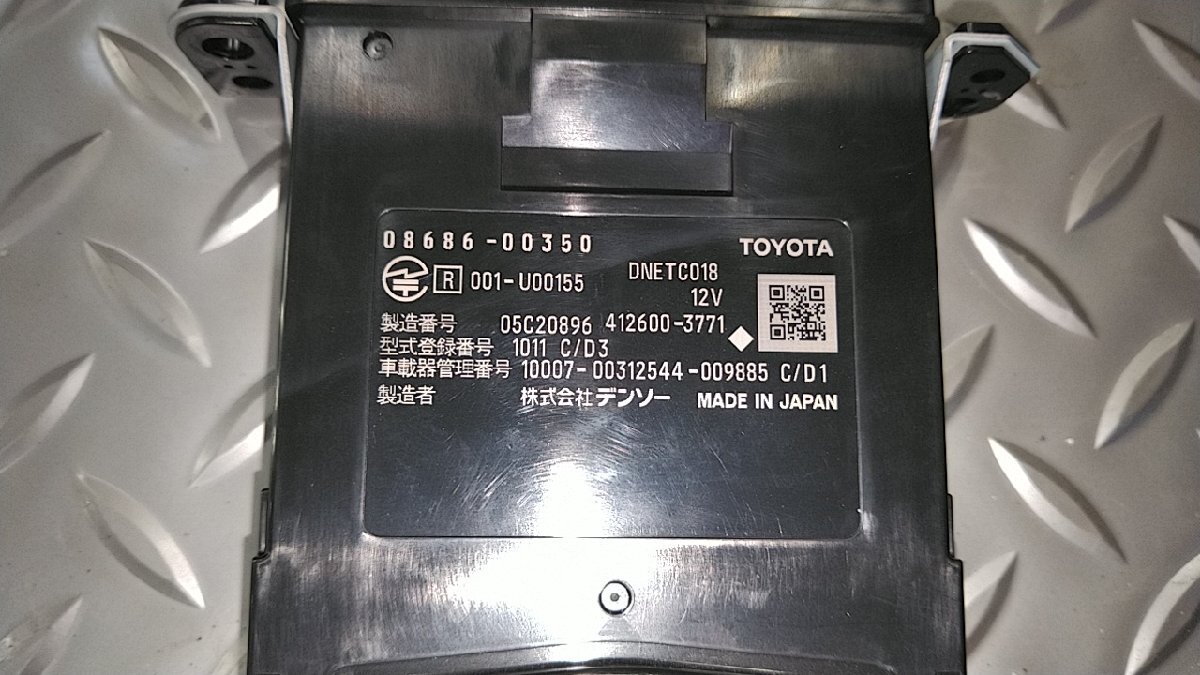 08686-00350 TOYOTA
R 001-U00155 DNETC018
12V
製造番号 05C20896 412600-3771
型式登録番号 1011 C/D3
車載器管理番号 10007-00312544-009885 C/D1
製造者 株式会社デンソー MADE IN JAPAN